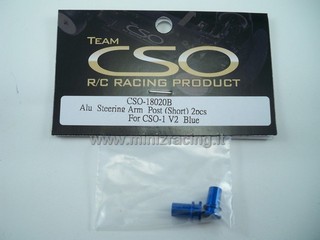 TEAM
CSO
R/C RACING PRODUCT
CSO-18020B
Alu Steering Arm Post (Short) 2pcs
For CSO-1 V2 Blue
© www.minizracing.it